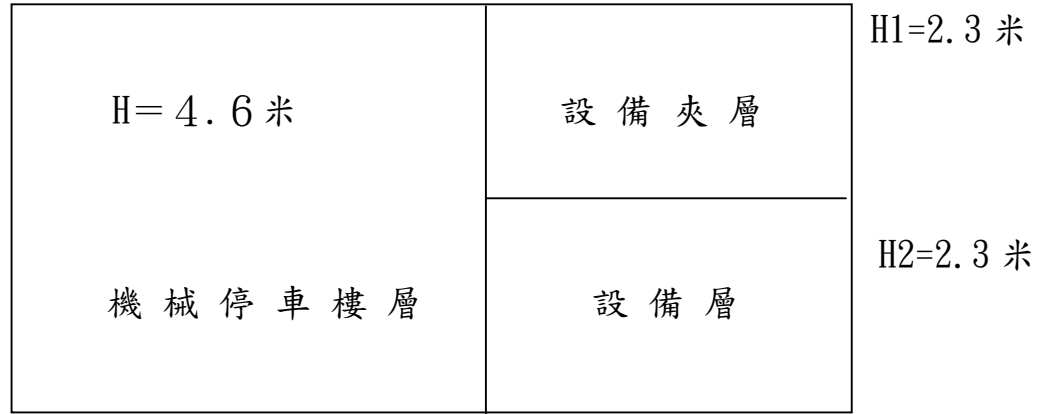 H1=2.3 米
H=4.6米
設備夾層
H2=2.3 米
機械停車樓層
設備層